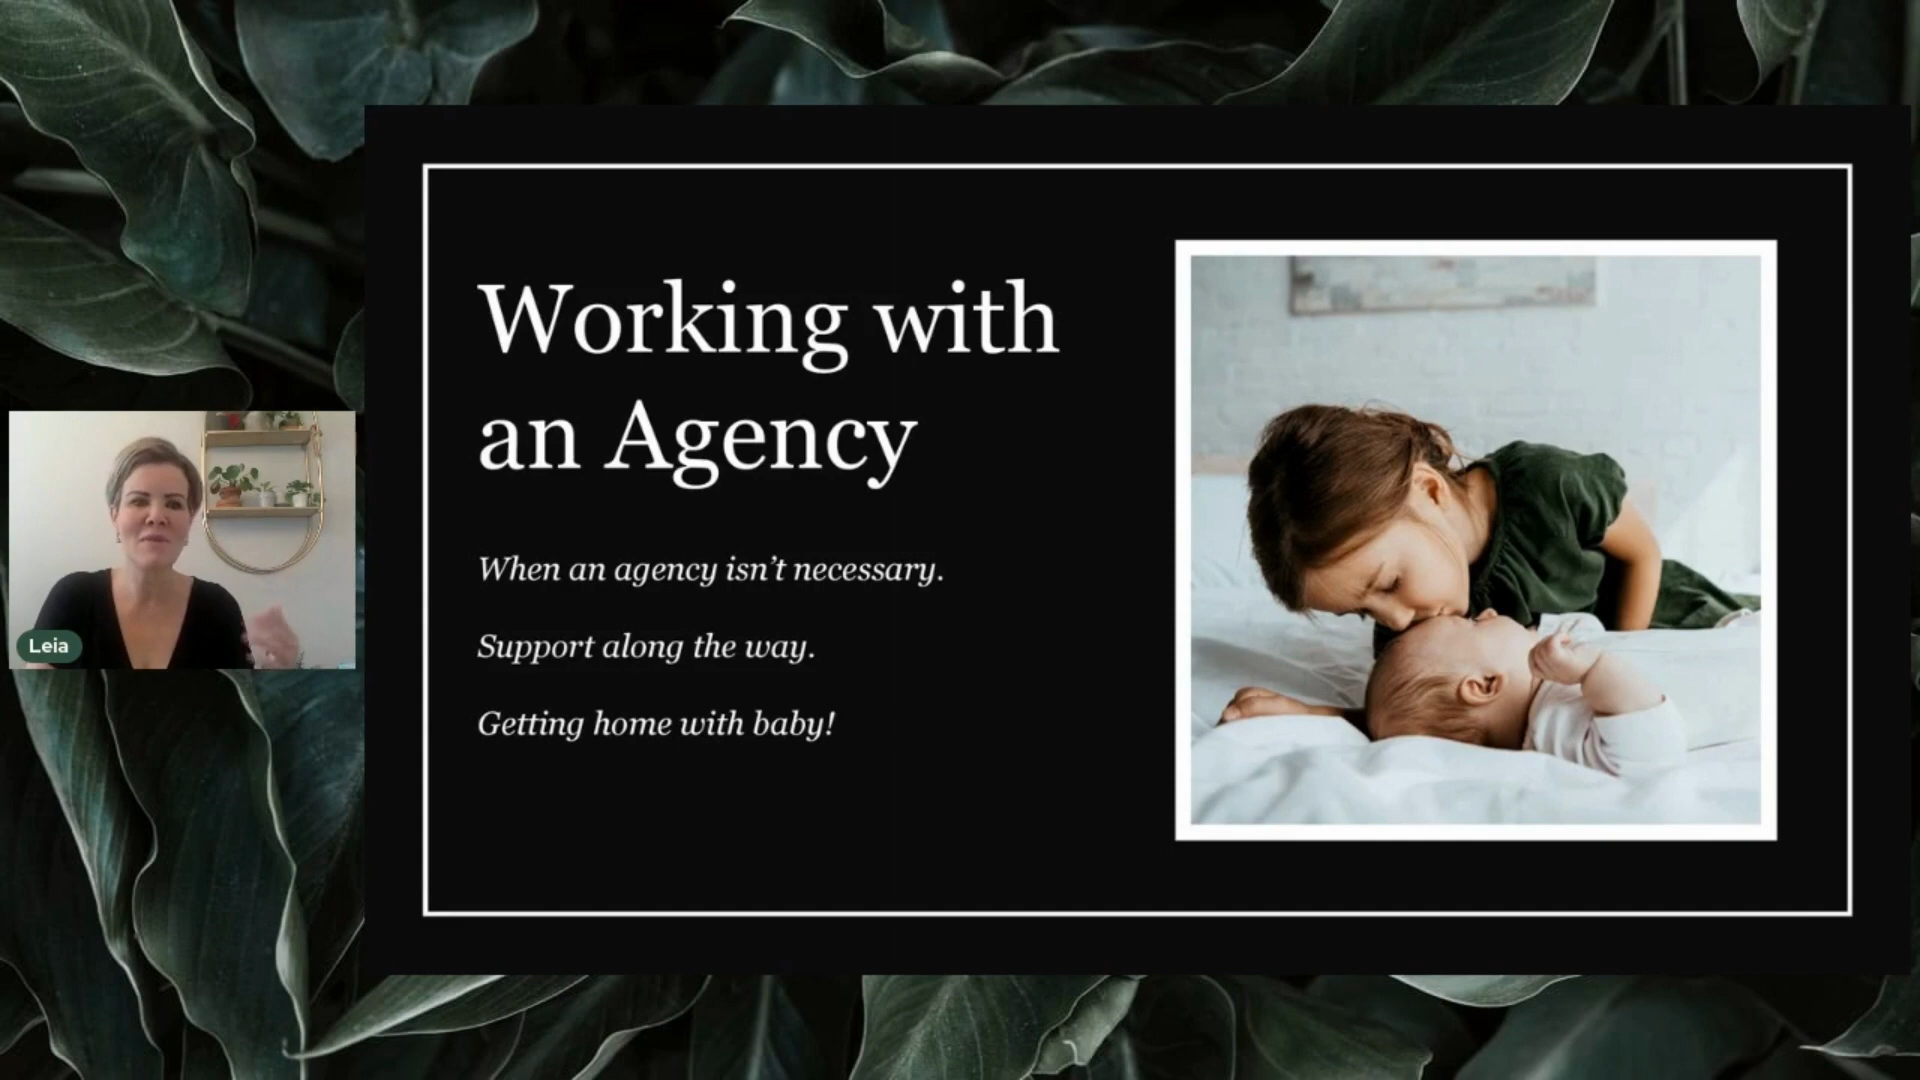 Working with
an Agency
When an agency isn’t necessary.
Support along the way.
Getting home with baby!
Leia